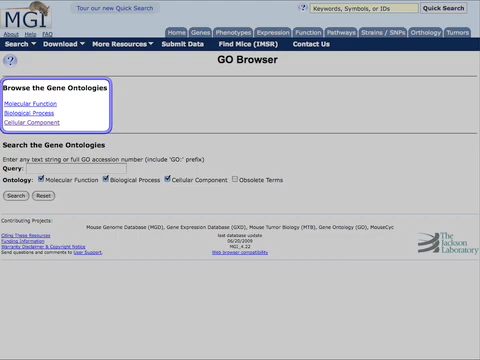 MGI
About Help FAQ
Tour our new Quick Search
?
Keywords, Symbols, or IDs
Quick Search
Home Genes Phenotypes Expression Function Pathways Strains / SNPs Orthology Tumors
Search Download More Resources Submit Data Find Mice (IMSR) Contact Us
?
GO Browser
Browse the Gene Ontologies
Molecular Function
Biological Process
Cellular Component
Search the Gene Ontologies
Enter any text string or full GO accession number (include 'GO:' prefix)
Query:
Ontology: Molecular Function Biological Process Cellular Component Obsolete Terms
Search Reset
Contributing Projects:
Mouse Genome Database (MGD), Gene Expression Database (GXD), Mouse Tumor Biology (MTB), Gene Ontology (GO), MouseCyc
Citing These Resources
Funding Information
Warranty Disclaimer & Copyright Notice
Send questions and comments to User Support.
last database update
06/20/2009
MGI_4.22
Web browser compatibility
The
Jackson
Laboratory